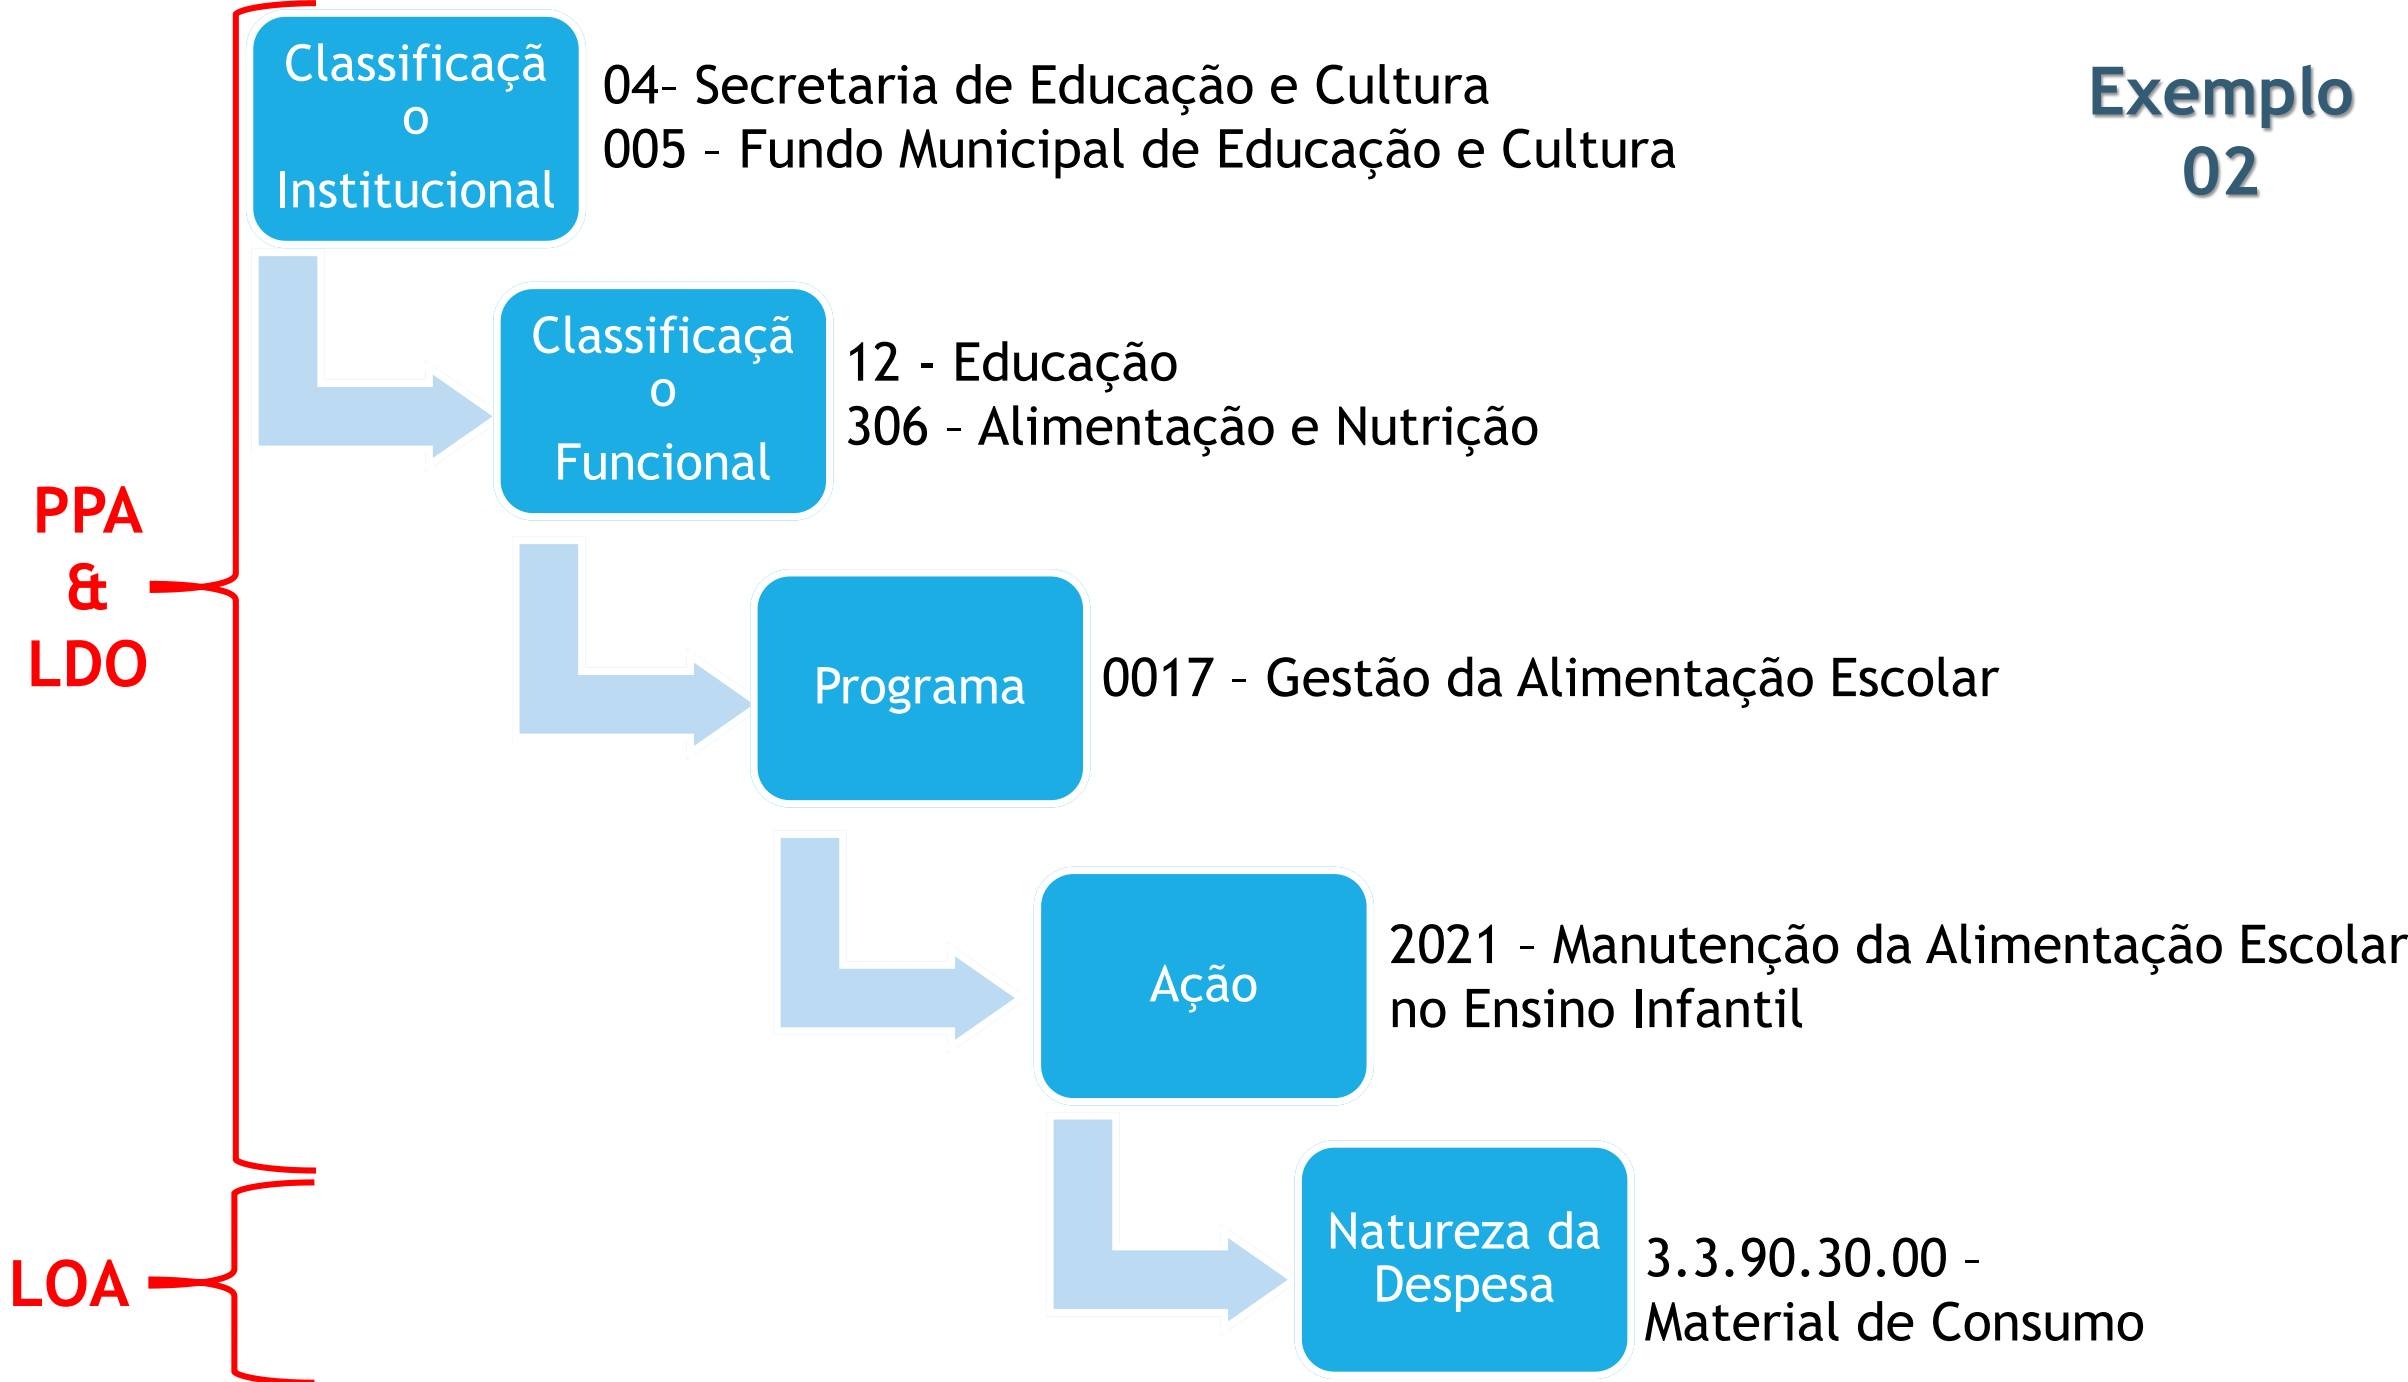 Classificaçã
o
Institucional
04– Secretaria de Educação e Cultura
005 – Fundo Municipal de Educação e Cultura
Exemplo
02
Classificaçã
o
Funcional
12 - Educação
306 – Alimentação e Nutrição
PPA
&
LDO
Programa
0017 – Gestão da Alimentação Escolar
Ação
2021 – Manutenção da Alimentação Escolar
no Ensino Infantil
LOA
Natureza da
Despesa
3.3.90.30.00 –
Material de Consumo